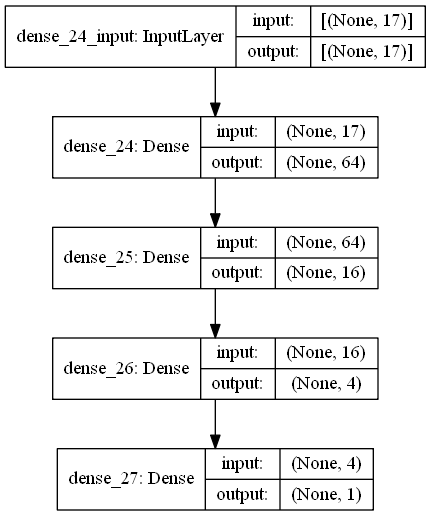 dense_24_input: InputLayer
input: [(None, 17)]
output: [(None, 17)]
dense_24: Dense
input: (None, 17)
output: (None, 64)
dense_25: Dense
input: (None, 64)
output: (None, 16)
dense_26: Dense
input: (None, 16)
output: (None, 4)
dense_27: Dense
input: (None, 4)
output: (None, 1)